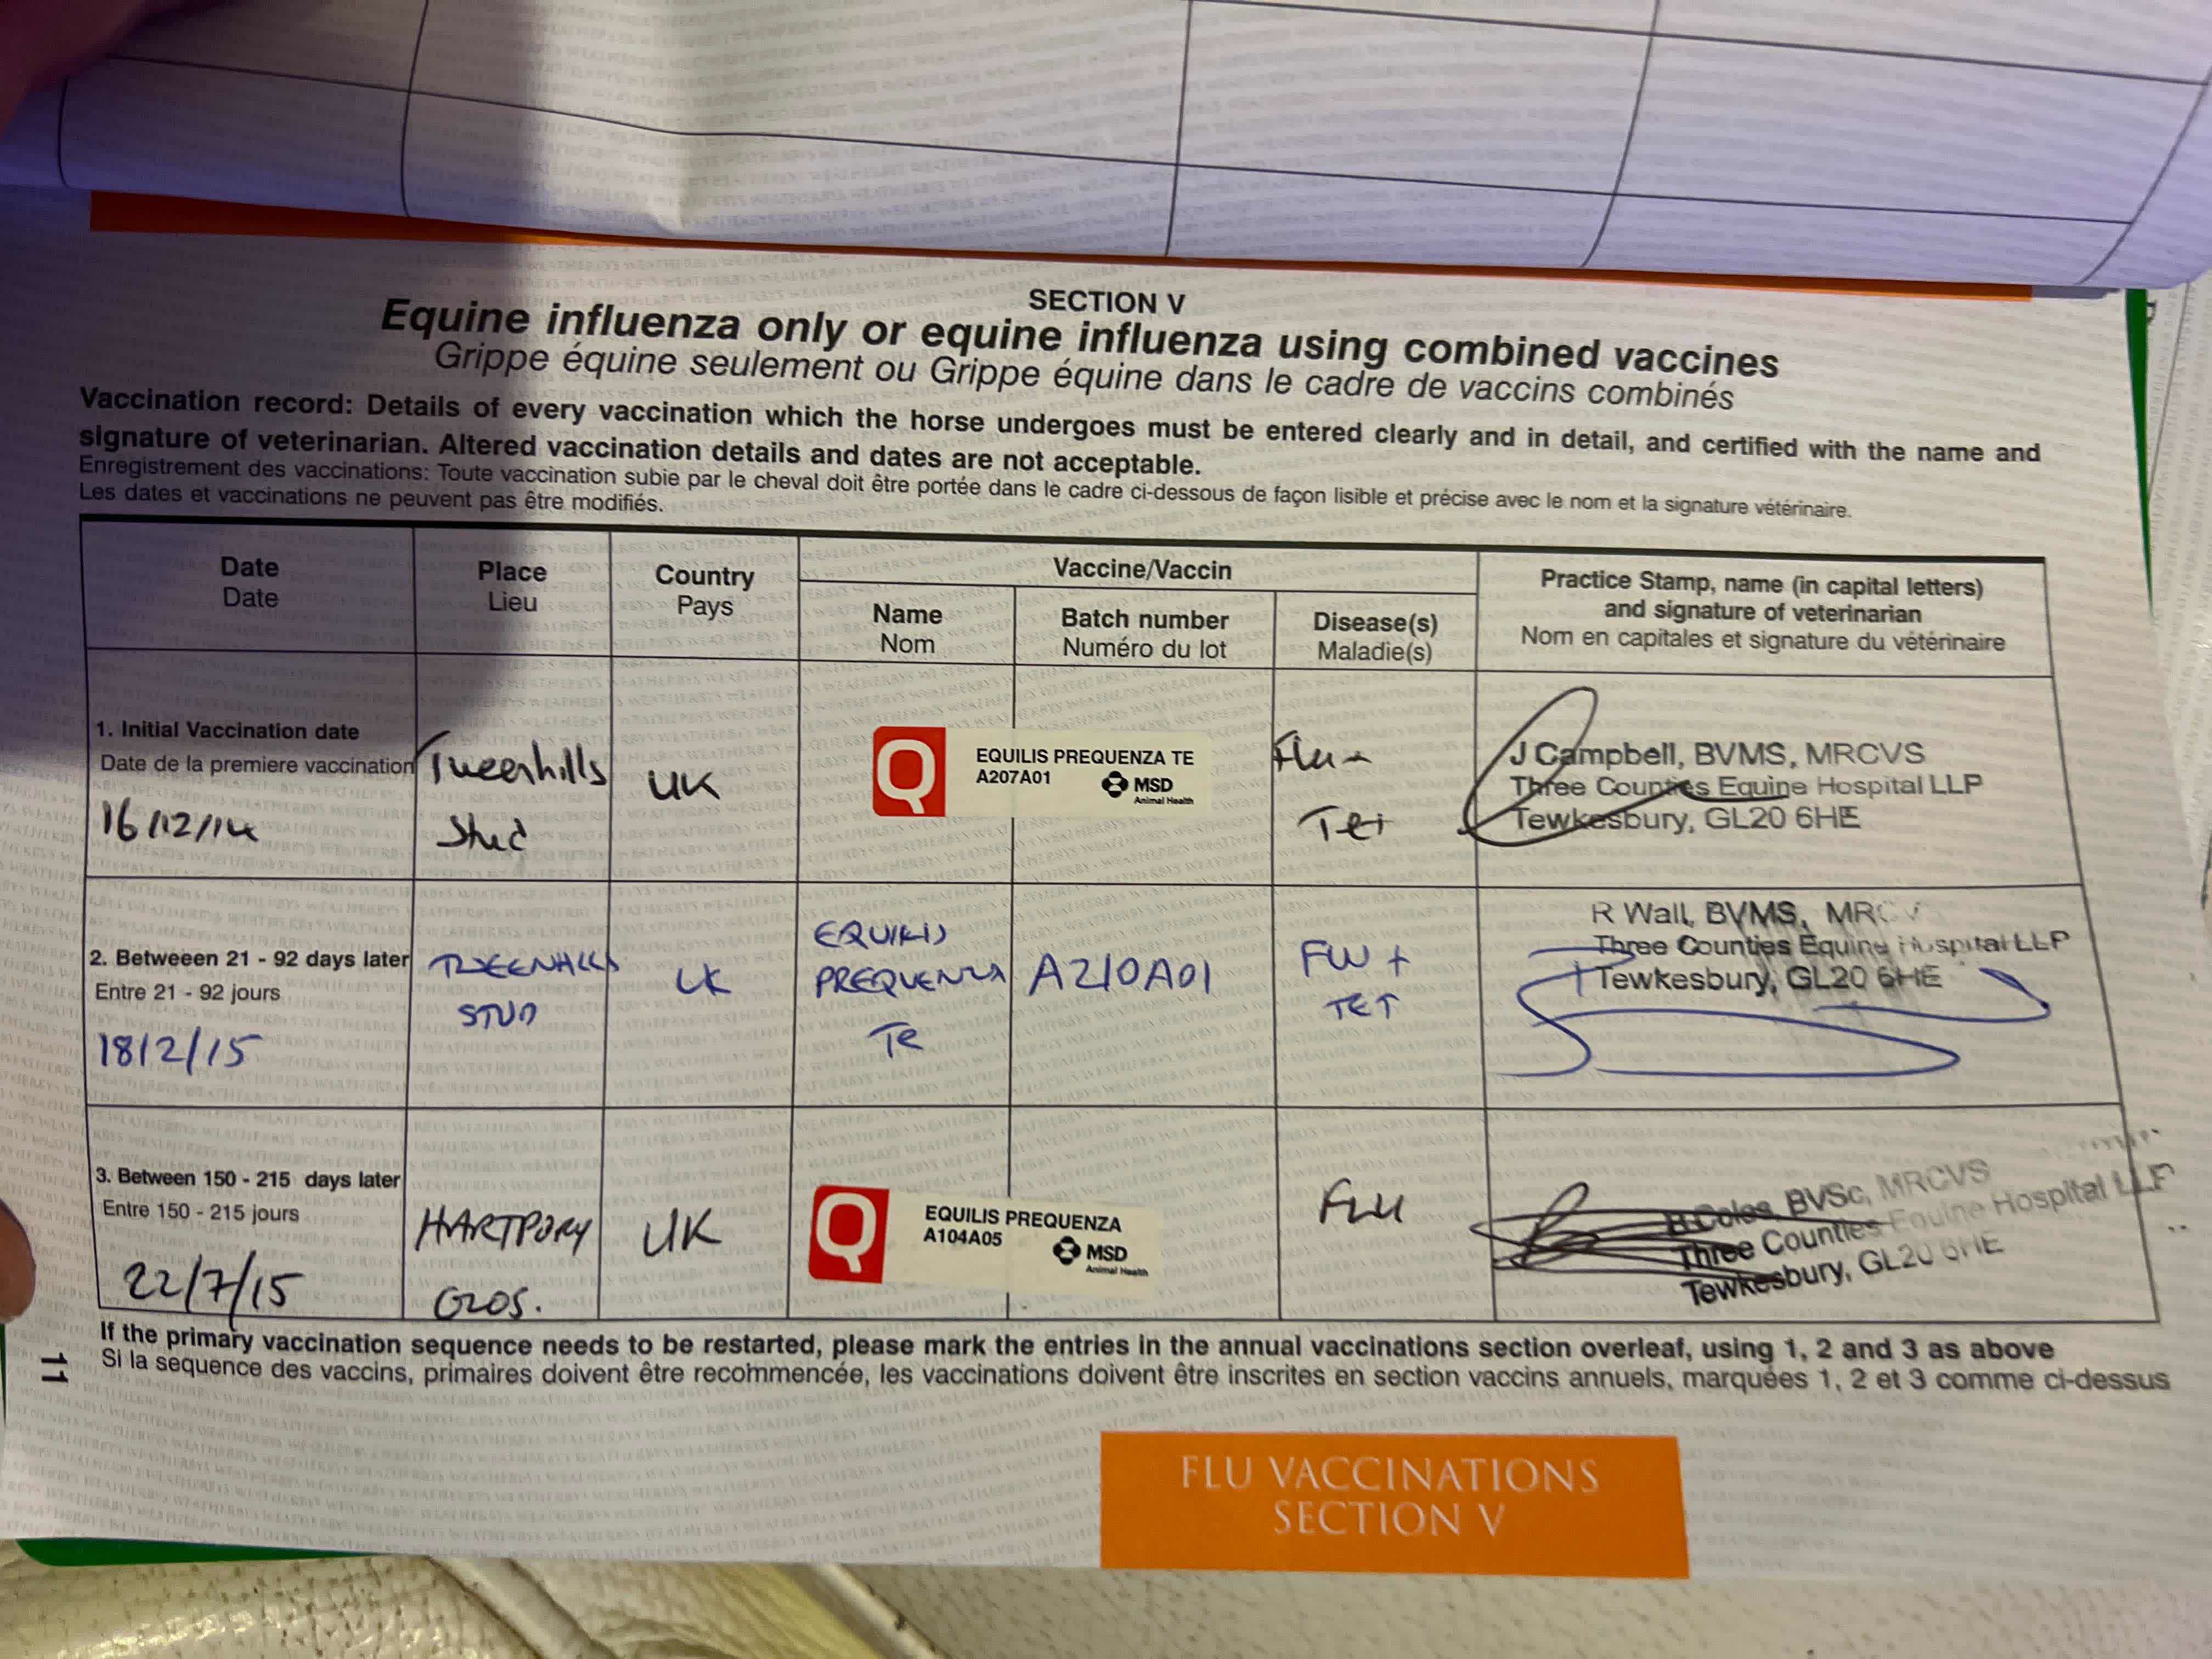 SECTION V
Equine influenza only or equine influenza using combined vaccines
Grippe équine seulement ou Grippe équine dans le cadre de vaccins combinés
Vaccination record: Details of every vaccination which the horse undergoes must be entered clearly and in detail, and certified with the name and
signature of veterinarian. Altered vaccination details and dates are not acceptable.
Enregistrement des vaccinations: Toute vaccination subie par le cheval doit être portée dans le cadre ci-dessous de façon lisible et précise avec le nom et la signature vétérinaire.
Les dates et vaccinations ne peuvent pas être modifiés.
Date
Date
Place
Lieu
Country
Pays
Vaccine/Vaccin
Name
Nom
Batch number
Numéro du lot
Disease(s)
Maladie(s)
Practice Stamp, name (in capital letters)
and signature of veterinarian
Nom en capitales et signature du vétérinaire
1. Initial Vaccination date
Date de la premiere vaccination
16/12/14
Tweenhills
Stud
UK
Q
EQUILIS PREQUENZA TE
A207A01
MSD
Animal Health
Flu +
Tet
J Campbell, BVMS, MRCVS
Three Counties Equine Hospital LLP
Tewkesbury, GL20 6HE
2. Betweeen 21 - 92 days later
Entre 21 - 92 jours
18/2/15
TWEENHILLS
STUD
UK
EQUILIS
PREQUENZA
TE
A210A01
FLU +
TET
R Wall, BVMS, MRCV
Three Counties Equine Hospital LLP
Tewkesbury, GL20 6HE
3. Between 150 - 215 days later
Entre 150 - 215 jours
22/7/15
HARTPURY
GLOS.
UK
Q
EQUILIS PREQUENZA
A104A05
MSD
Animal Health
FLU
Coles, BVSc, MRCVS
Three Counties Equine Hospital LLP
Tewkesbury, GL20 6HE
If the primary vaccination sequence needs to be restarted, please mark the entries in the annual vaccinations section overleaf, using 1, 2 and 3 as above
Si la sequence des vaccins, primaires doivent être recommencée, les vaccinations doivent être inscrites en section vaccins annuels, marquées 1, 2 et 3 comme ci-dessus
11
FLU VACCINATIONS
SECTION V